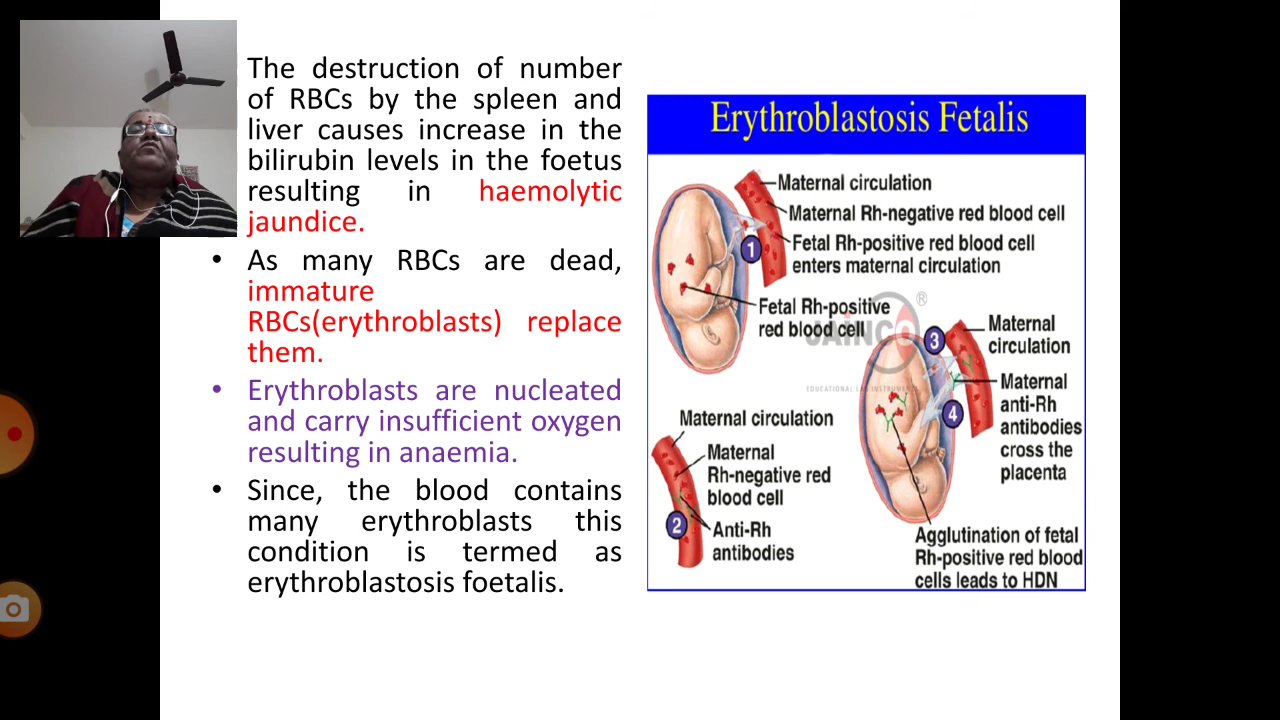 The destruction of number
of RBCs by the spleen and
liver causes increase in the
bilirubin levels in the foetus
resulting in haemolytic
jaundice.
• As many RBCs are dead,
immature
RBCs(erythroblasts) replace
them.
• Erythroblasts are nucleated
and carry insufficient oxygen
resulting in anaemia.
• Since, the blood contains
many erythroblasts this
condition is termed as
erythroblastosis foetalis.
Erythroblastosis Fetalis
Maternal circulation
Maternal Rh-negative red blood cell
1
Fetal Rh-positive red blood cell
enters maternal circulation
Fetal Rh-positive
red blood cell
JAINCO ®
EDUCATIONAL LAB INSTRUMENTS
3
Maternal
circulation
4
Maternal
anti-Rh
antibodies
cross the
placenta
Maternal circulation
Maternal
Rh-negative red
blood cell
2
Anti-Rh
antibodies
Agglutination of fetal
Rh-positive red blood
cells leads to HDN